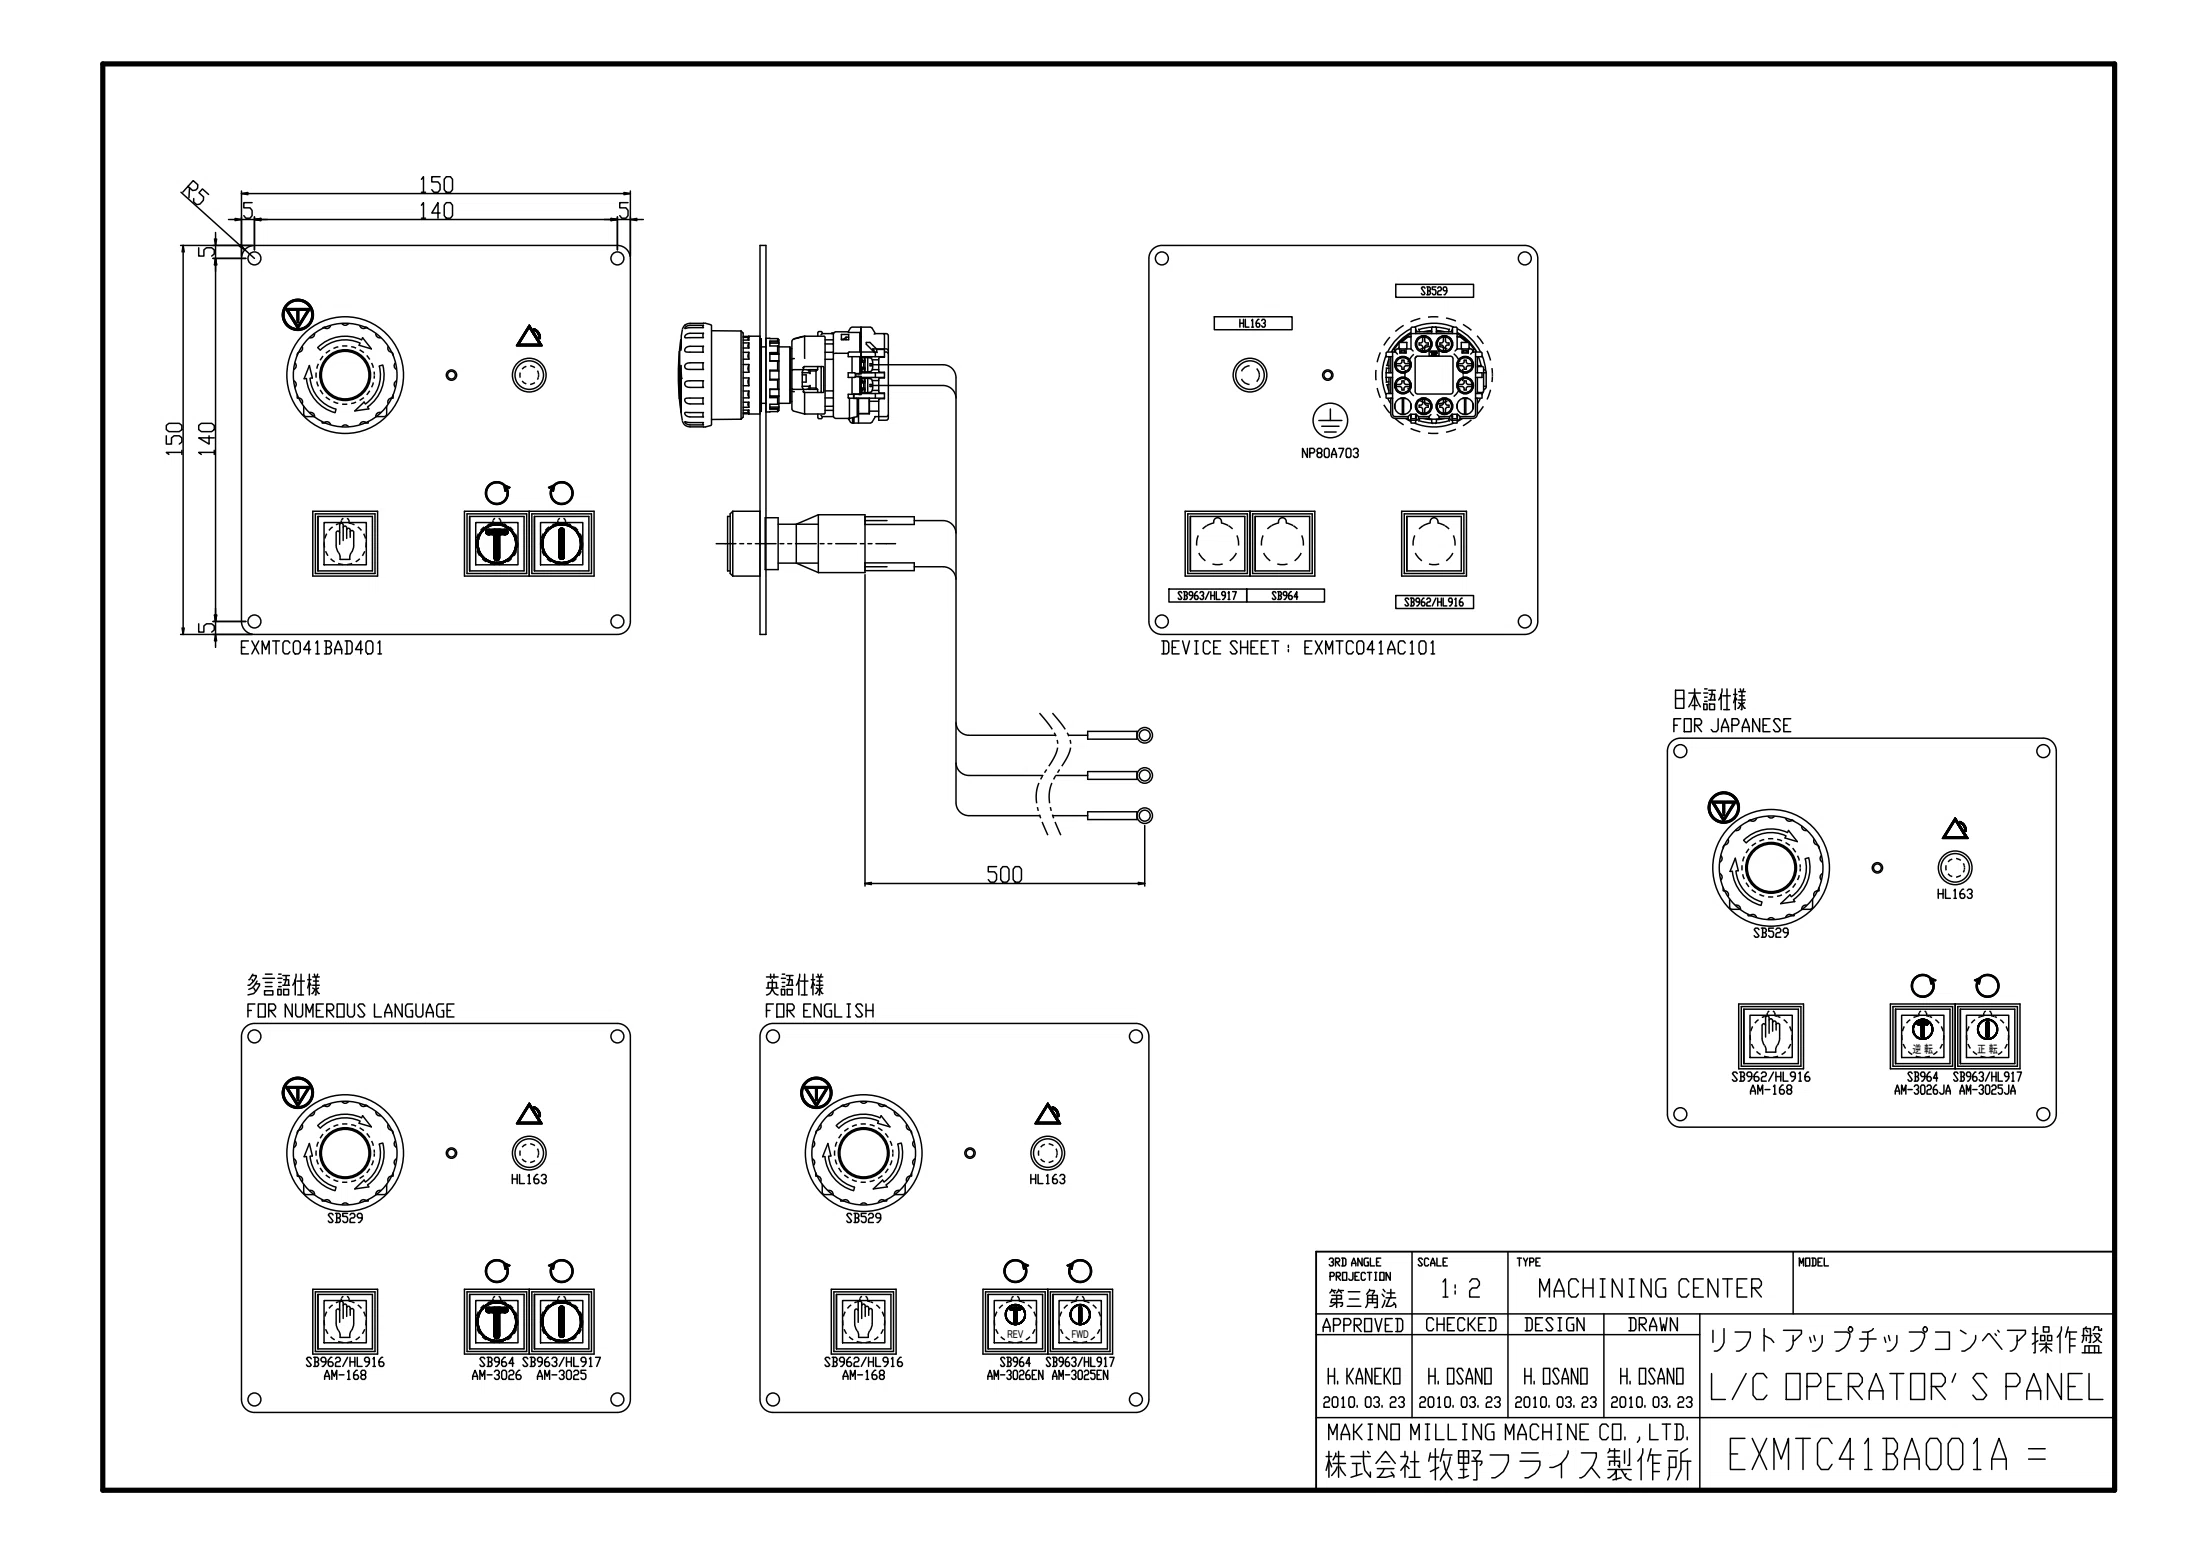 R5
150
5
140
5
5
150
140
5
EXMTC041BAD401
500
SB529
HL163
NP80A703
SB963/HL917
SB964
SB962/HL916
DEVICE SHEET: EXMTC041AC101
日本語仕様
FOR JAPANESE
HL163
SB529
逆転
正転
SB962/HL916
AM-168
SB964
AM-3026JA
SB963/HL917
AM-3025JA
多言語仕様
FOR NUMEROUS LANGUAGE
HL163
SB529
SB962/HL916
AM-168
SB964
AM-3026
SB963/HL917
AM-3025
英語仕様
FOR ENGLISH
HL163
SB529
REV
FWD
SB962/HL916
AM-168
SB964
AM-3026EN
SB963/HL917
AM-3025EN
3RD ANGLE
PROJECTION
第三角法
SCALE
1:2
TYPE
MACHINING CENTER
MODEL
APPROVED
CHECKED
DESIGN
DRAWN
H. KANEKO
H. OSANO
H. OSANO
H. OSANO
2010. 03. 23
2010. 03. 23
2010. 03. 23
2010. 03. 23
リフトアップチップコンベア操作盤
L/C OPERATOR'S PANEL
MAKINO MILLING MACHINE CO.,LTD.
株式会社牧野フライス製作所
EXMTC41BA001A =